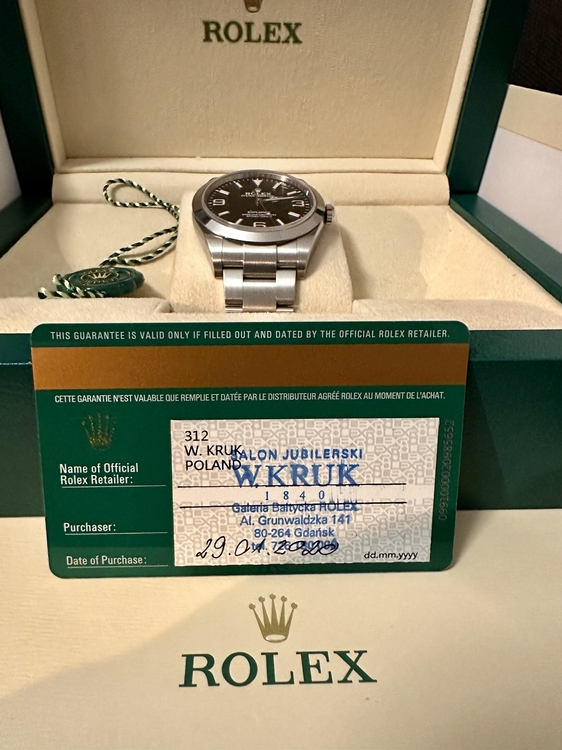 ROLEX
ROLEX
EXPLORER
ROLEX
THIS GUARANTEE IS VALID ONLY IF FILLED OUT AND DATED BY THE OFFICIAL ROLEX RETAILER.
CETTE GARANTIE N'EST VALABLE QUE REMPLIE ET DATÉE PAR LE DISTRIBUTEUR AGRÉÉ ROLEX AU MOMENT DE L'ACHAT.
312
W. KRUK
POLAND
SALON JUBILERSKI
W.KRUK
1840
Name of Official
Rolex Retailer:
Galeria Bałtycka ROLEX
Al. Grunwaldzka 141
Purchaser:
80-264 Gdańsk
tel.
Date of Purchase:
dd.mm.yyyy
ROLEX